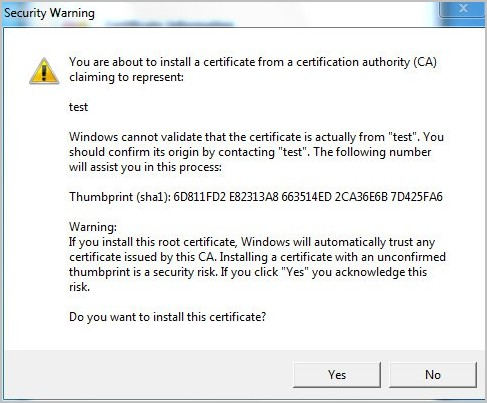 Security Warning
You are about to install a certificate from a certification authority (CA)
claiming to represent:
test
Windows cannot validate that the certificate is actually from "test". You
should confirm its origin by contacting "test". The following number
will assist you in this process:
Thumbprint (sha1): 6D811FD2 E82313A8 663514ED 2CA36E6B 7D425FA6
Warning:
If you install this root certificate, Windows will automatically trust any
certificate issued by this CA. Installing a certificate with an unconfirmed
thumbprint is a security risk. If you click "Yes" you acknowledge this
risk.
Do you want to install this certificate?
Yes
No